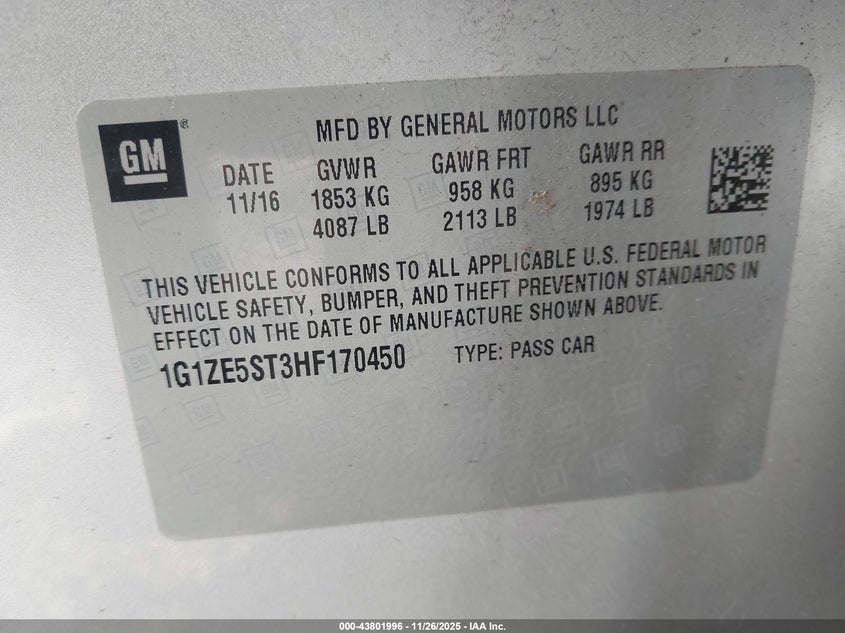 GM
MFD BY GENERAL MOTORS LLC
DATE GVWR GAWR FRT GAWR RR
11/16 1853 KG 958 KG 895 KG
4087 LB 2113 LB 1974 LB
THIS VEHICLE CONFORMS TO ALL APPLICABLE U.S. FEDERAL MOTOR
VEHICLE SAFETY, BUMPER, AND THEFT PREVENTION STANDARDS IN
EFFECT ON THE DATE OF MANUFACTURE SHOWN ABOVE.
1G1ZE5ST3HF170450 TYPE: PASS CAR
000-43801996 - 11/26/2025 - IAA Inc.